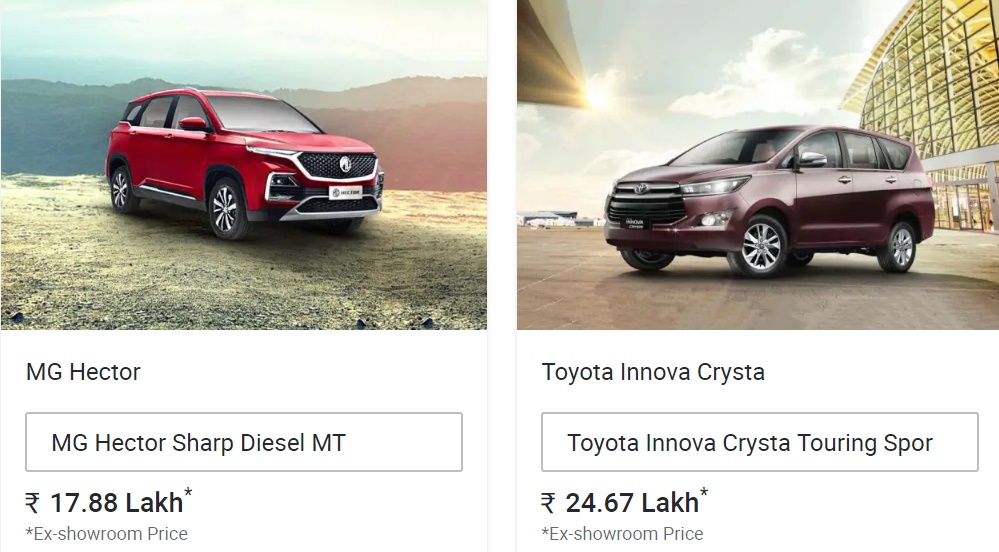 HECTOR
MG Hector
Toyota Innova Crysta
MG Hector Sharp Diesel MT
Toyota Innova Crysta Touring Spor
₹ 17.88 Lakh*
₹ 24.67 Lakh*
*Ex-showroom Price
*Ex-showroom Price